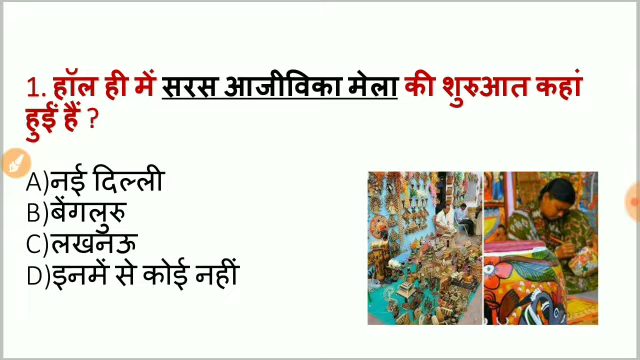 1. हॉल ही में सरस आजीविका मेला की शुरुआत कहां
हुई हैं ?
A)नई दिल्ली
B)बेंगलुरु
C)लखनऊ
D)इनमें से कोई नहीं